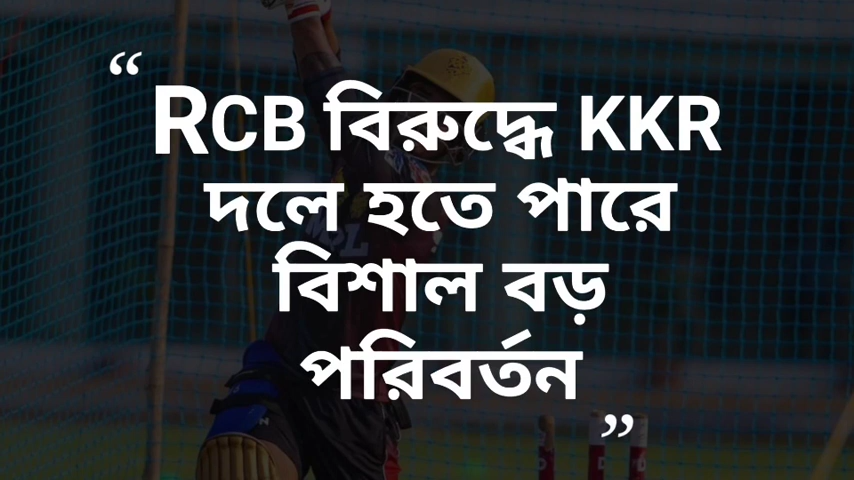 “
RCB বিরুদ্ধে KKR
দলে হতে পারে
বিশাল বড়
পরিবর্তন
”